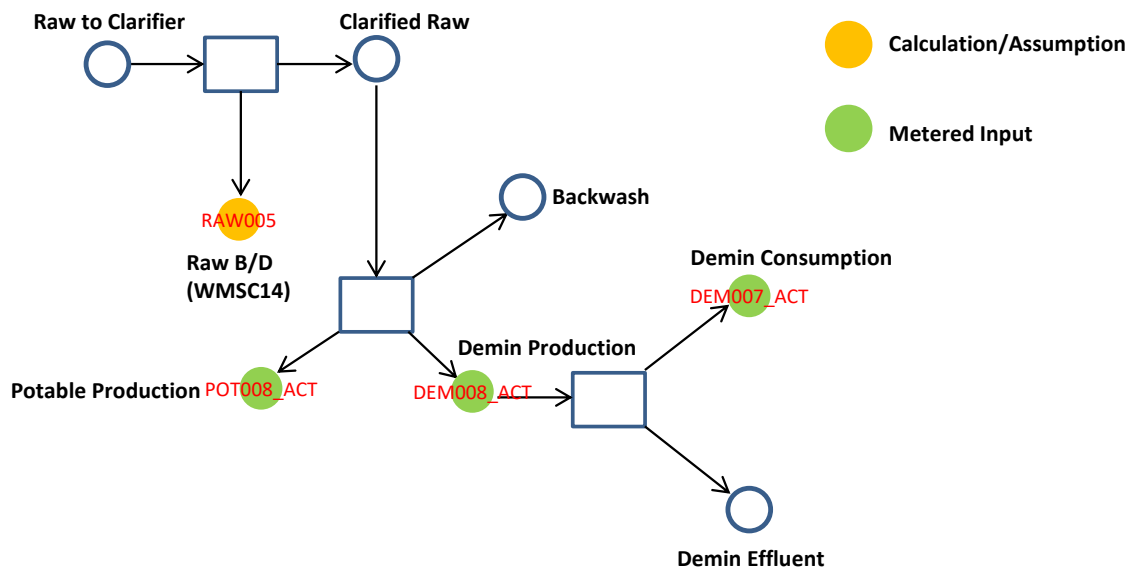 Raw to Clarifier
Clarified Raw
Calculation/Assumption
Metered Input
Backwash
RAW005
Raw B/D
(WMSC14)
Demin Consumption
DEM007_ACT
Demin Production
Potable Production POT008_ACT
DEM008_ACT
Demin Effluent